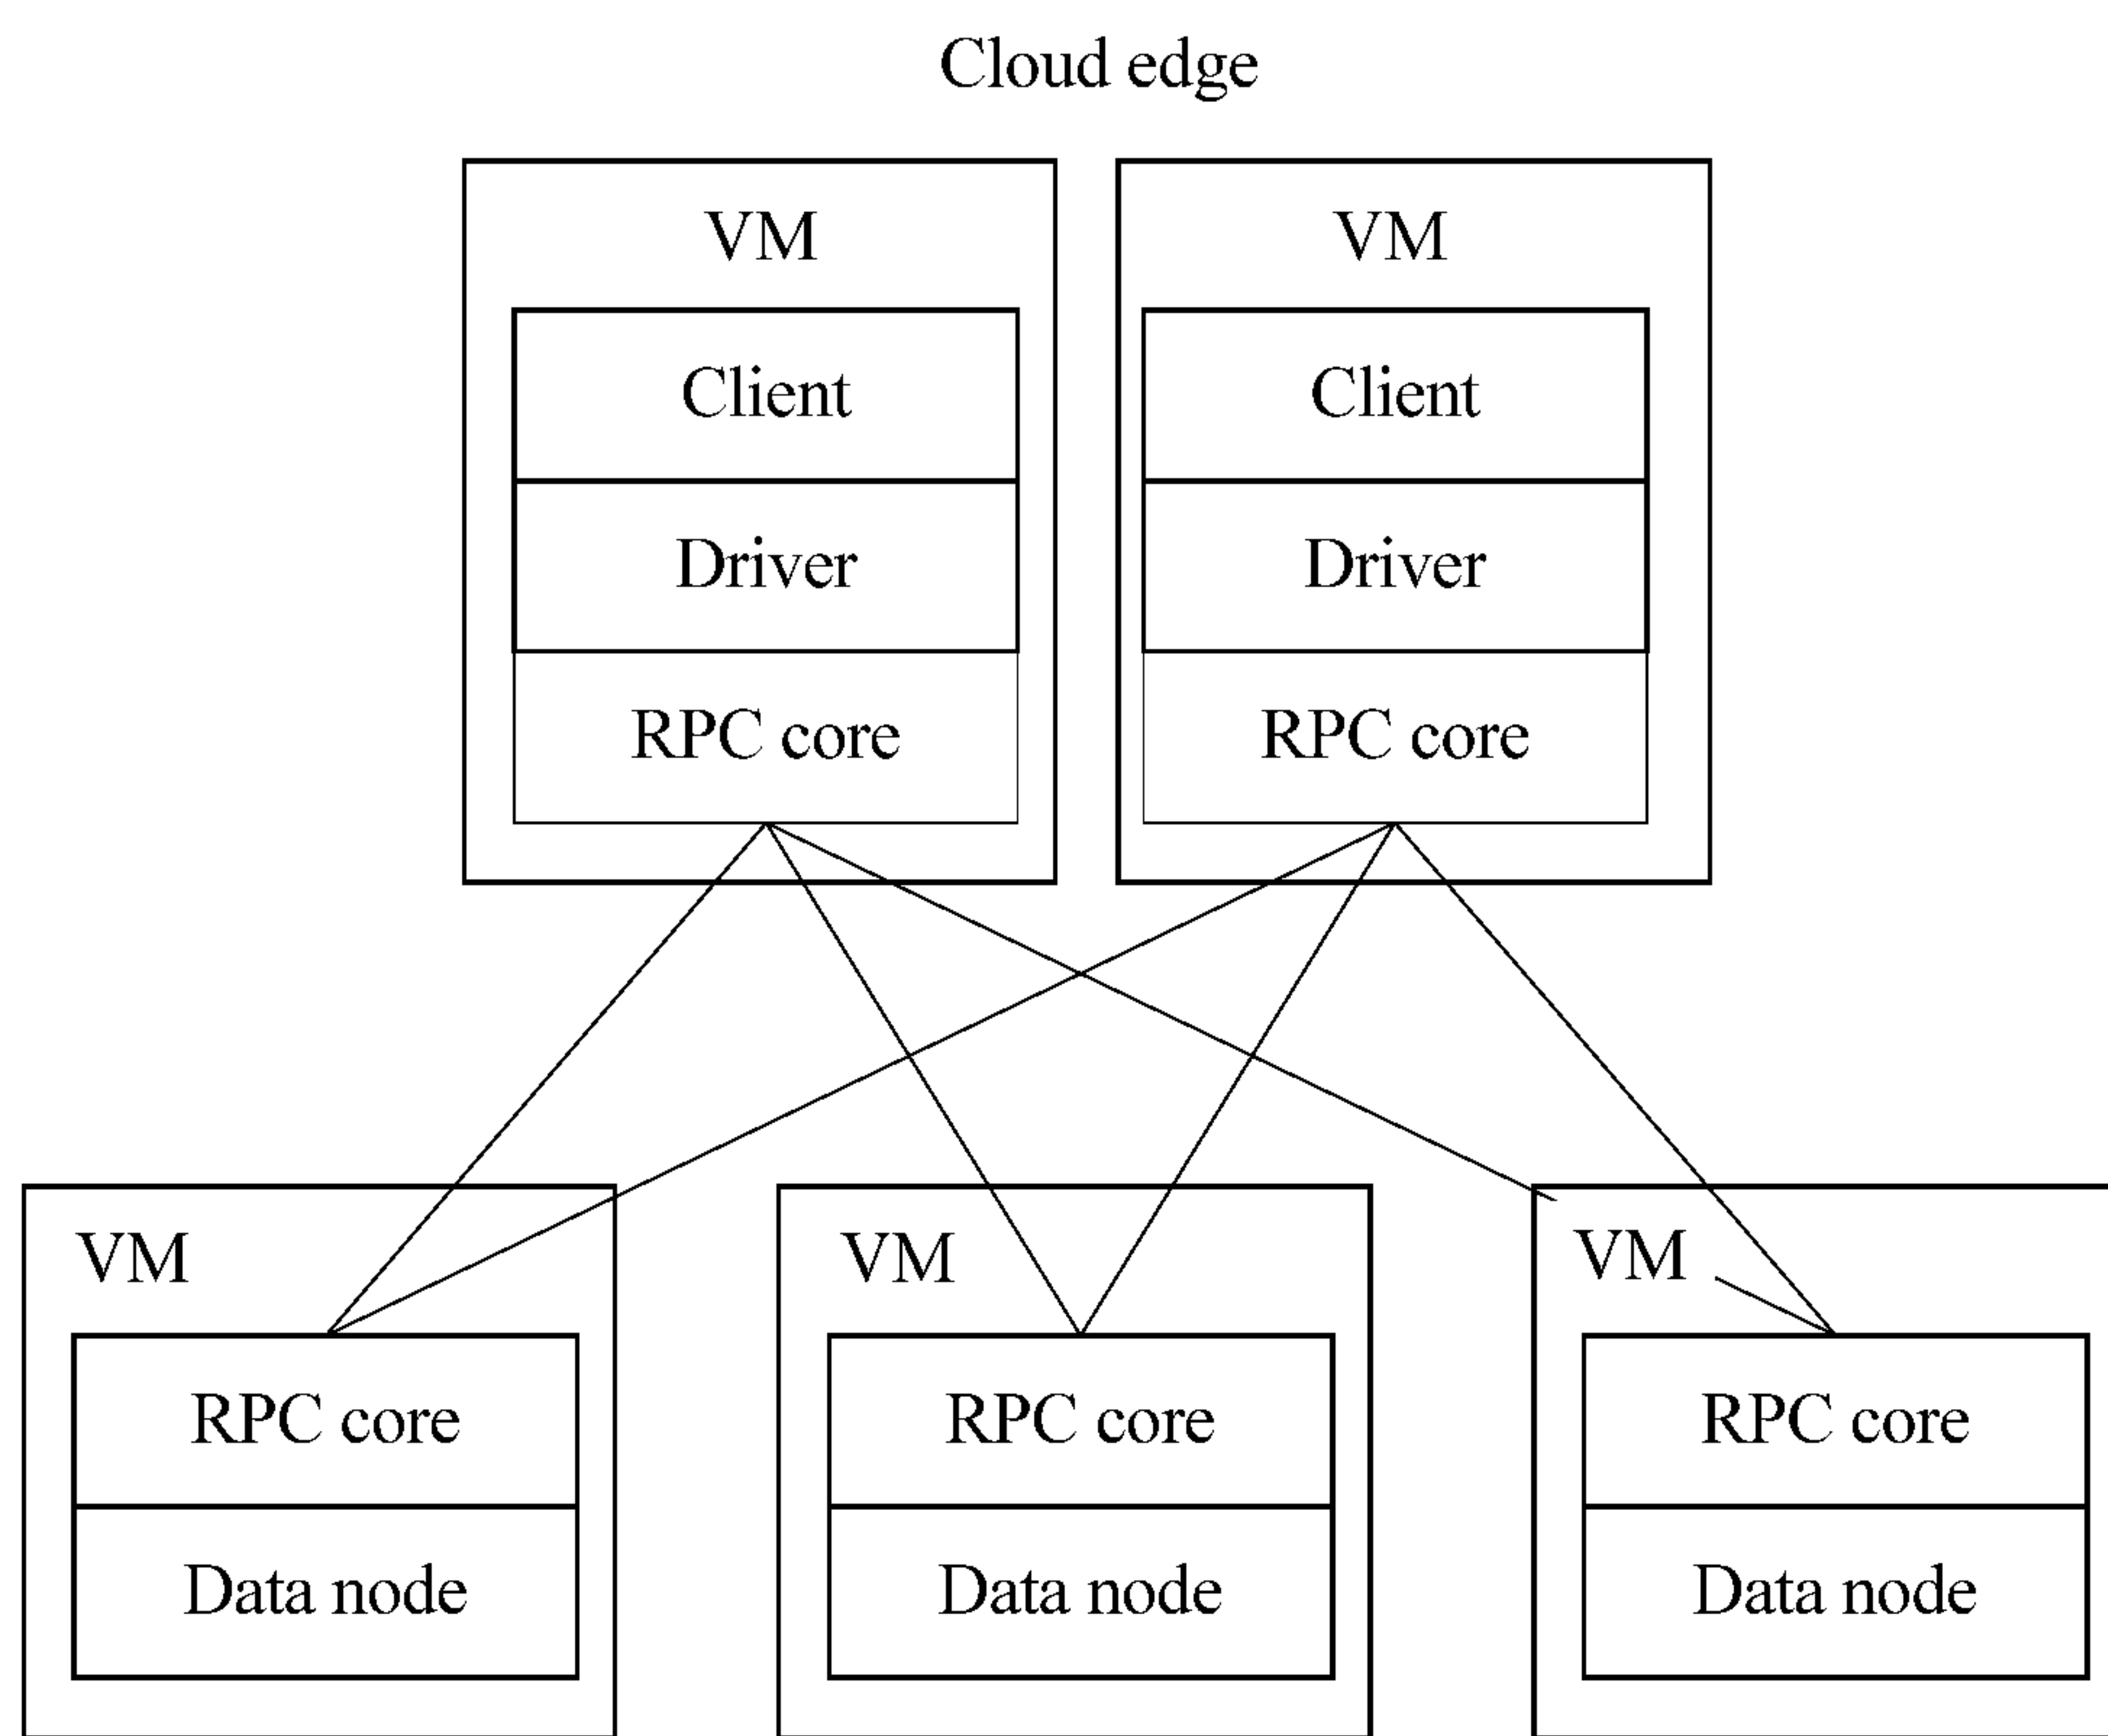 Cloud edge
VM
VM
Client
Client
Driver
Driver
RPC core
RPC core
VM
VM
VM
RPC core
RPC core
RPC core
Data node
Data node
Data node